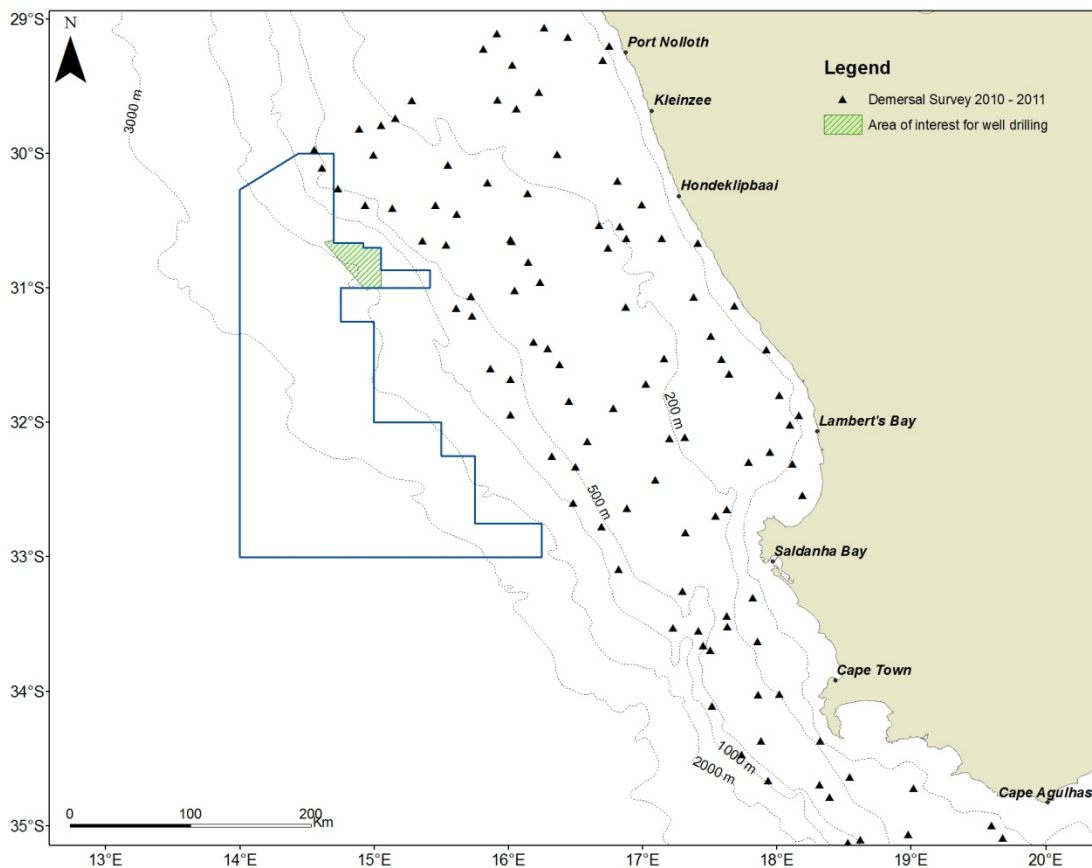 29°S
30°S
31°S
32°S
33°S
34°S
35°S
N
3000 m
Port Nolloth
Kleinzee
Hondeklipbaai
Legend
Demersal Survey 2010 - 2011
Area of interest for well drilling
200 m
Lambert's Bay
500 m
Saldanha Bay
Cape Town
1000 m
2000 m
Cape Agulhas
0 100 200
Km
13°E 14°E 15°E 16°E 17°E 18°E 19°E 20°E